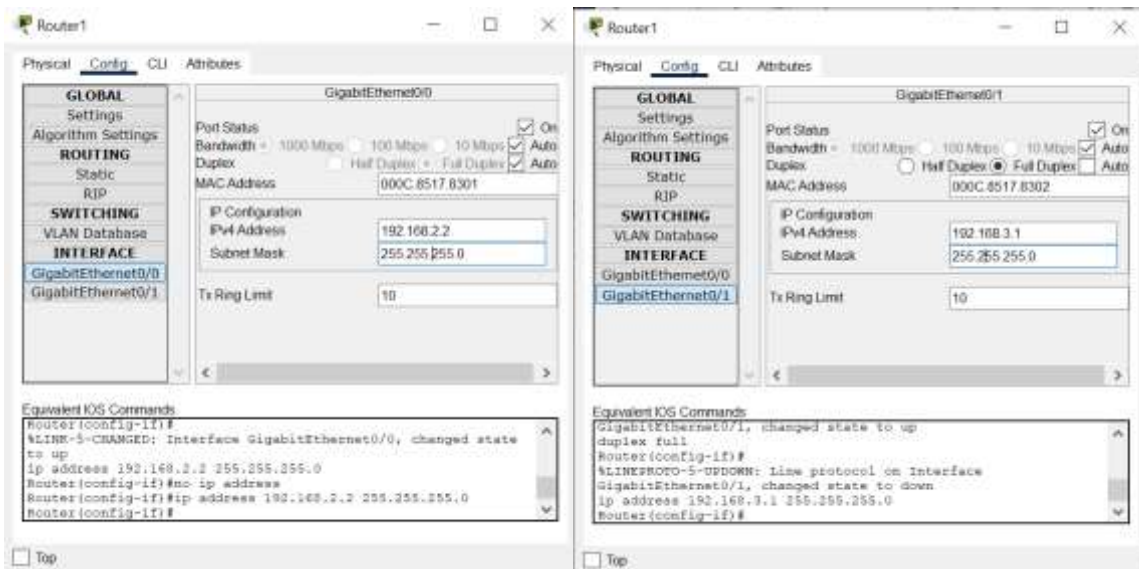 Router1
Physical Config CLI Attributes
GLOBAL
Settings
Algorithm Settings
ROUTING
Static
RIP
SWITCHING
VLAN Database
INTERFACE
GigabitEthernet0/0
GigabitEthernet0/1
GigabitEthernet0/0
Port Status On
Bandwidth 1000 Mbps 100 Mbps 10 Mbps Auto
Duplex Half Duplex Full Duplex Auto
MAC Address 000C.8517.8301
IP Configuration
IPv4 Address 192.168.2.2
Subnet Mask 255.255.255.0
Tx Ring Limit 10
Equivalent IOS Commands
Router(config-if)#
%LINK-5-CHANGED: Interface GigabitEthernet0/0, changed state
to up
ip address 192.168.2.2 255.255.255.0
Router(config-if)#no ip address
Router(config-if)#ip address 192.168.2.2 255.255.255.0
Router(config-if)#
Top
Router1
Physical Config CLI Attributes
GLOBAL
Settings
Algorithm Settings
ROUTING
Static
RIP
SWITCHING
VLAN Database
INTERFACE
GigabitEthernet0/0
GigabitEthernet0/1
GigabitEthernet0/1
Port Status On
Bandwidth 1000 Mbps 100 Mbps 10 Mbps Auto
Duplex Half Duplex Full Duplex Auto
MAC Address 000C.8517.8302
IP Configuration
IPv4 Address 192.168.3.1
Subnet Mask 255.255.255.0
Tx Ring Limit 10
Equivalent IOS Commands
GigabitEthernet0/1, changed state to up
duplex full
Router(config-if)#
%LINEPROTO-5-UPDOWN: Line protocol on Interface
GigabitEthernet0/1, changed state to down
ip address 192.168.3.1 255.255.255.0
Router(config-if)#
Top